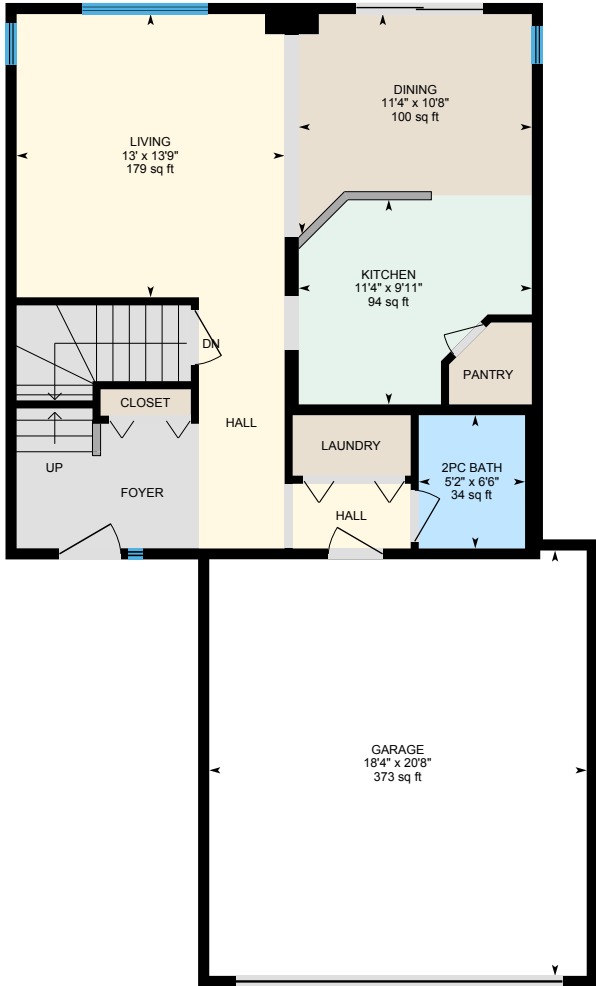 DINING
11'4" x 10'8"
100 sq ft
LIVING
13' x 13'9"
179 sq ft
KITCHEN
11'4" x 9'11"
94 sq ft
DN
PANTRY
CLOSET
HALL
LAUNDRY
UP
FOYER
2PC BATH
5'2" x 6'6"
34 sq ft
HALL
GARAGE
18'4" x 20'8"
373 sq ft